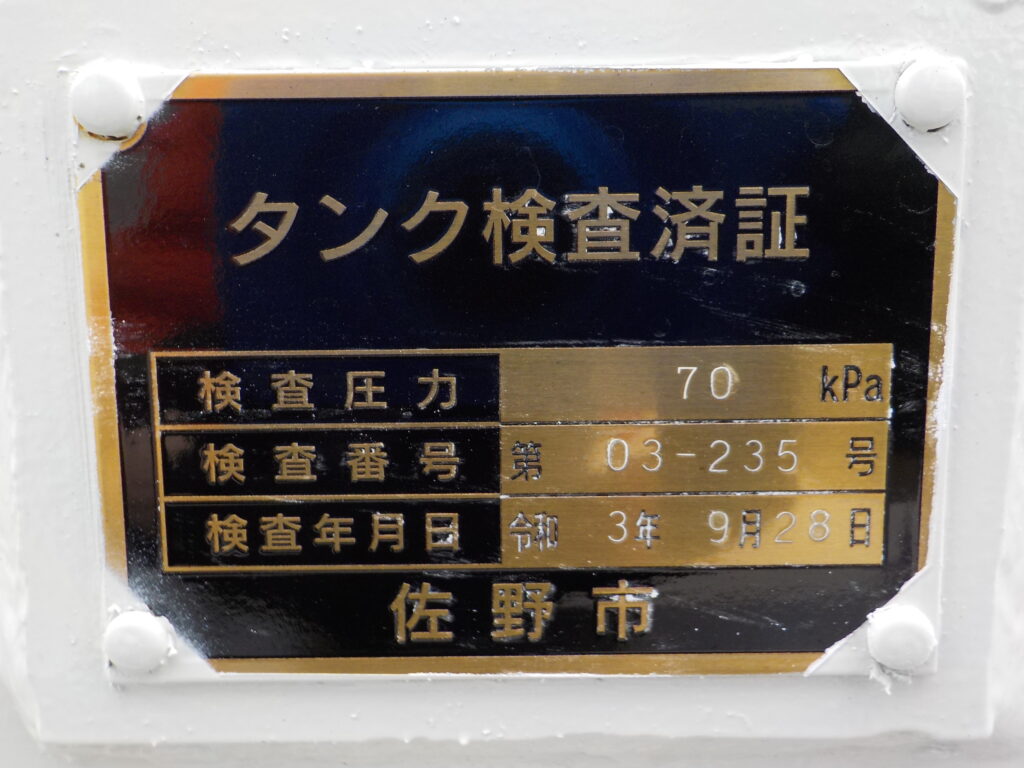 タンク検査済証
検査圧力 70 kPa
検査番号 第 03-235 号
検査年月日 令和 3年 9月28日
佐野市